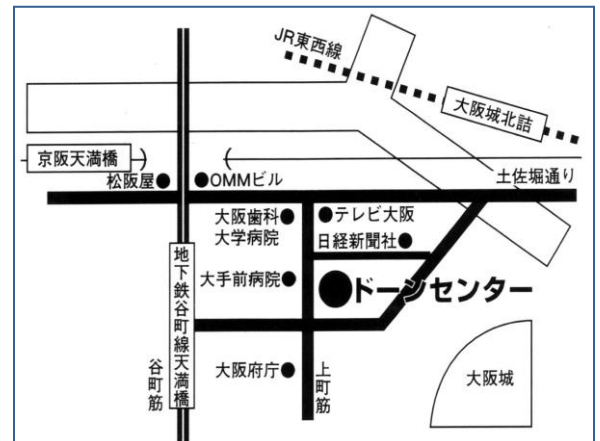 JR東西線
大阪城北詰
京阪天満橋
土佐堀通り
松阪屋
OMMビル
大阪歯科
大学病院
テレビ大阪
日経新聞社
地下鉄谷町線天満橋
大手前病院
ドーンセンター
谷町筋
大阪府庁
上町筋
大阪城